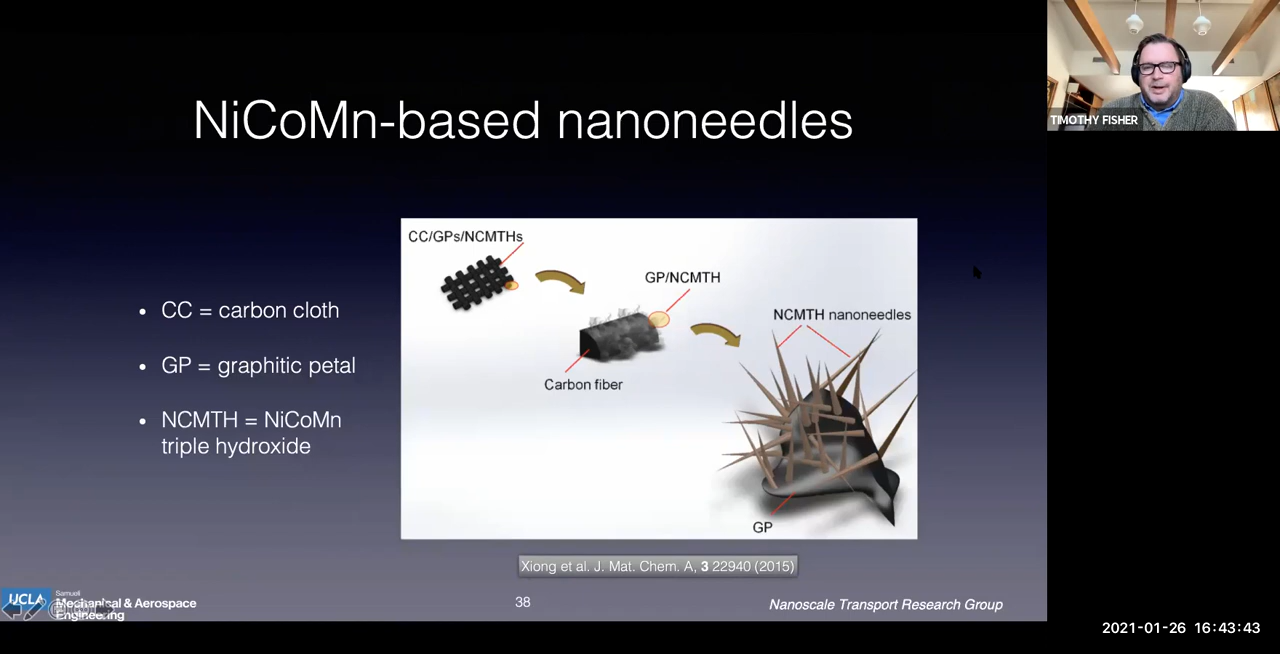 NiCoMn-based nanoneedles
TIMOTHY FISHER
• CC = carbon cloth
• GP = graphitic petal
• NCMTH = NiCoMn
triple hydroxide
CC/GPs/NCMTHs
GP/NCMTH
NCMTH nanoneedles
Carbon fiber
GP
Xiong et al. J. Mat. Chem. A, 3 22940 (2015)
UCLA
Samueli
Mechanical & Aerospace
Engineering
38
Nanoscale Transport Research Group
2021-01-26 16:43:43